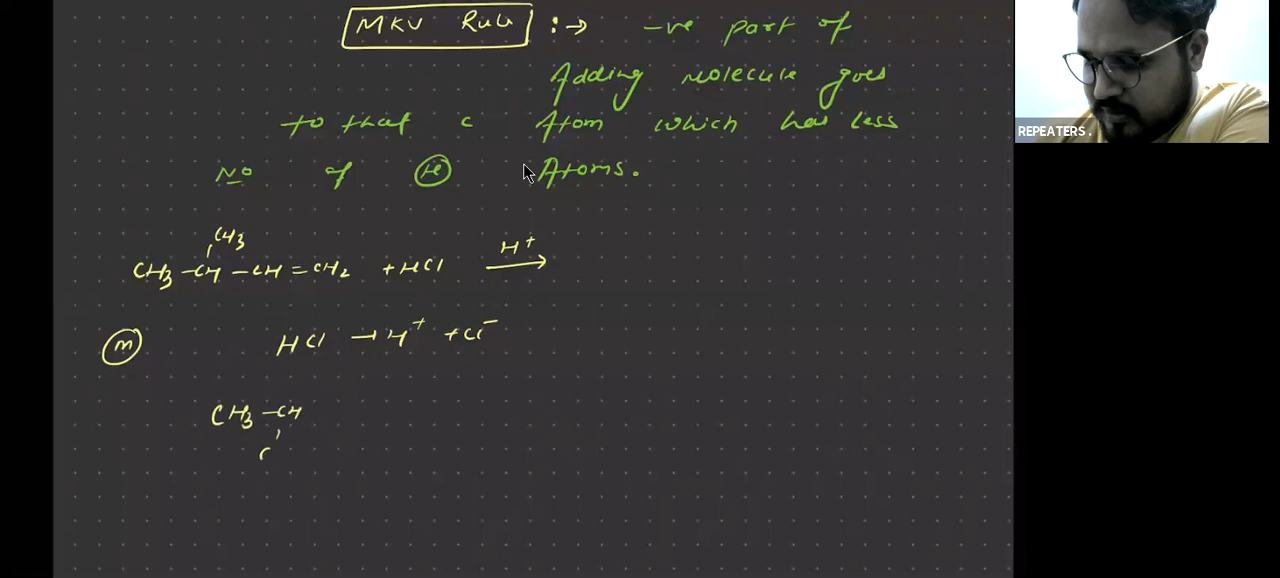 MKV Rule :→ -ve part of
Adding molecule goes
to that C Atom which has less
No of H Atoms.
REPEATERS.
CH3
CH3-CH-CH=CH2 +HCl H+ →
M HCl → H+ + Cl-
CH3-CH
C